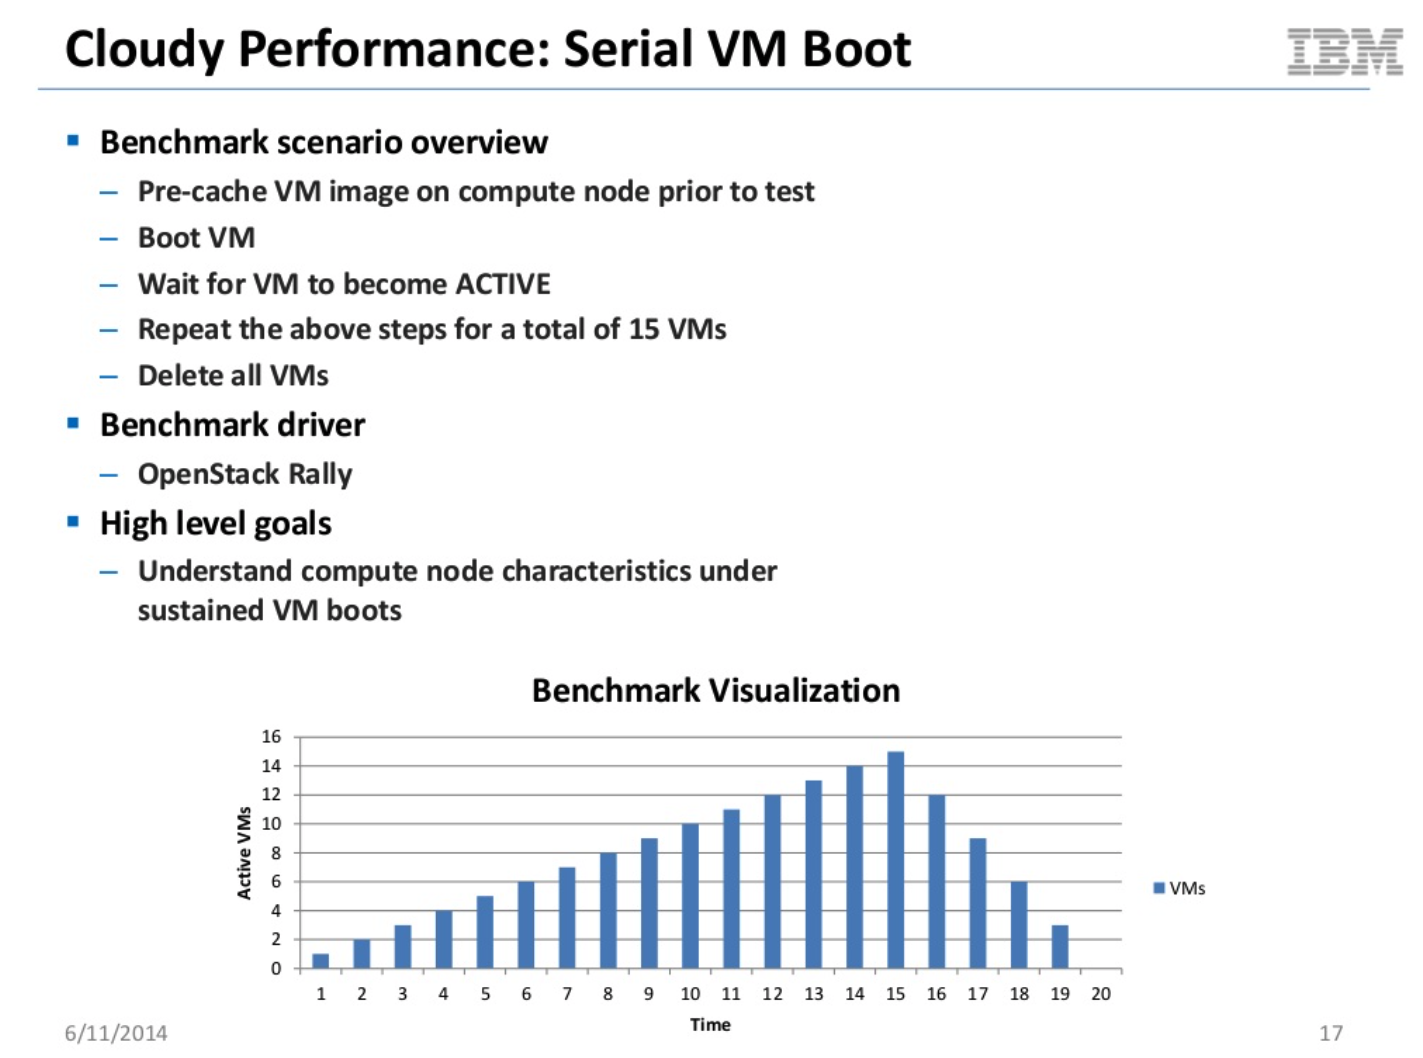 Cloudy Performance: Serial VM Boot
IBM
Benchmark scenario overview
– Pre-cache VM image on compute node prior to test
– Boot VM
– Wait for VM to become ACTIVE
– Repeat the above steps for a total of 15 VMs
– Delete all VMs
Benchmark driver
– OpenStack Rally
High level goals
– Understand compute node characteristics under
sustained VM boots
Benchmark Visualization
16
14
12
10
8
6
4
2
0
Active VMs
VMs
1 2 3 4 5 6 7 8 9 10 11 12 13 14 15 16 17 18 19 20
Time
6/11/2014
17